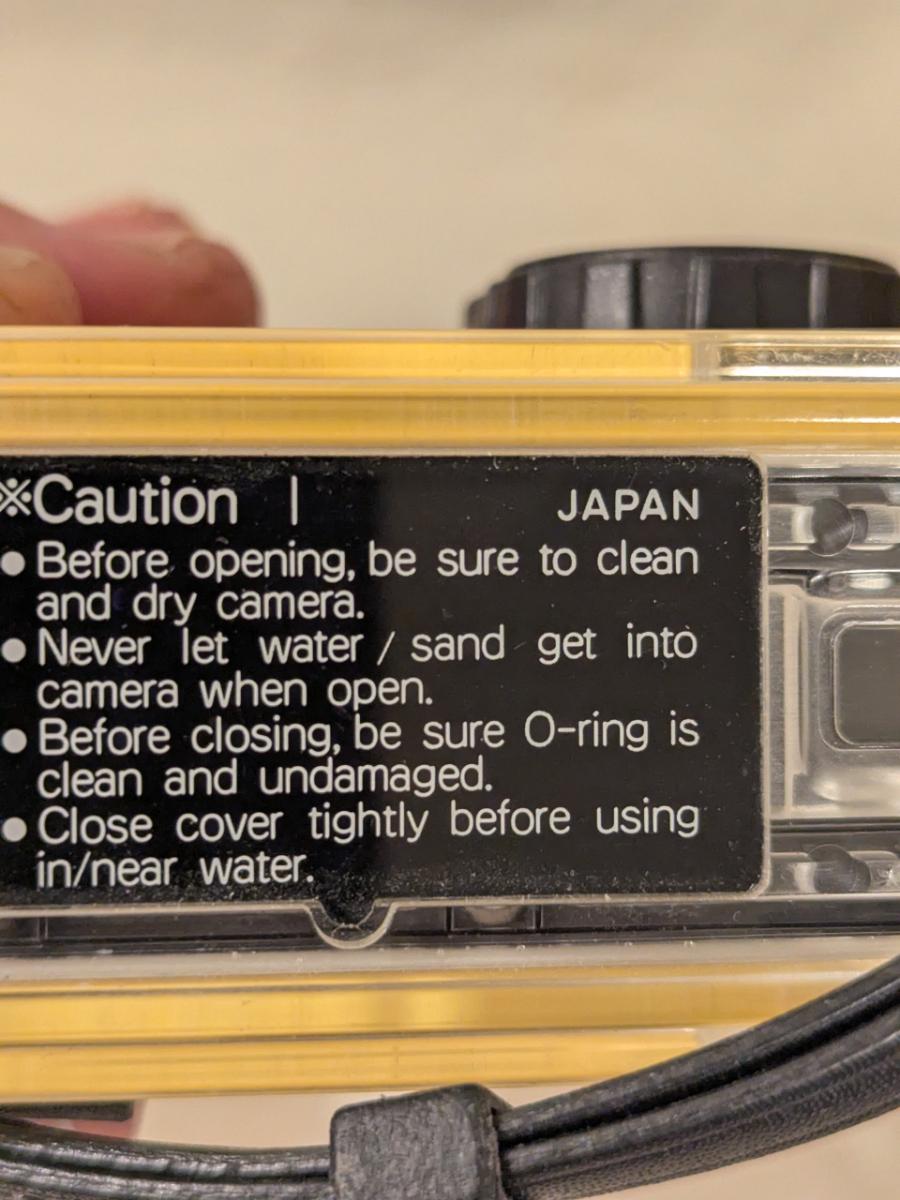 ※Caution | JAPAN
● Before opening, be sure to clean
and dry camera.
● Never let water / sand get into
camera when open.
● Before closing, be sure O-ring is
clean and undamaged.
● Close cover tightly before using
in/near water.